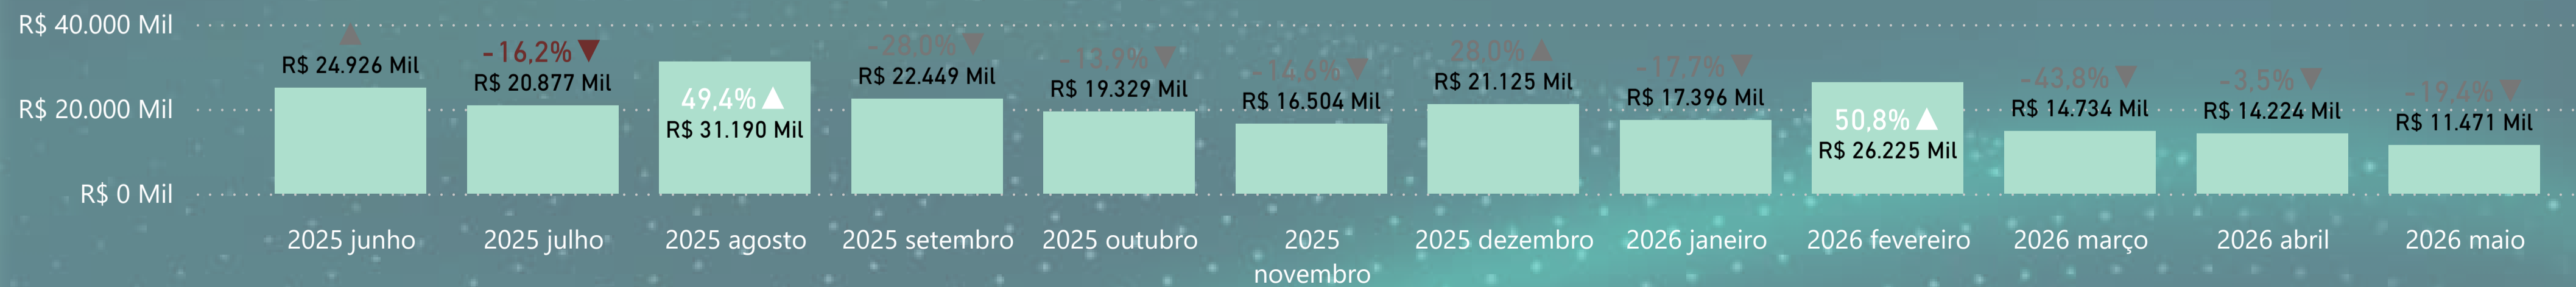 R$ 40.000 Mil
R$ 20.000 Mil
R$ 0 Mil
▲
R$ 24.926 Mil
-16,2% ▼
R$ 20.877 Mil
49,4% ▲
R$ 31.190 Mil
-28,0% ▼
R$ 22.449 Mil
-13,9% ▼
R$ 19.329 Mil
-14,6% ▼
R$ 16.504 Mil
28,0% ▲
R$ 21.125 Mil
-17,7% ▼
R$ 17.396 Mil
50,8% ▲
R$ 26.225 Mil
-43,8% ▼
R$ 14.734 Mil
-3,5% ▼
R$ 14.224 Mil
-19,4% ▼
R$ 11.471 Mil
2025 junho
2025 julho
2025 agosto
2025 setembro
2025 outubro
2025
novembro
2025 dezembro
2026 janeiro
2026 fevereiro
2026 março
2026 abril
2026 maio